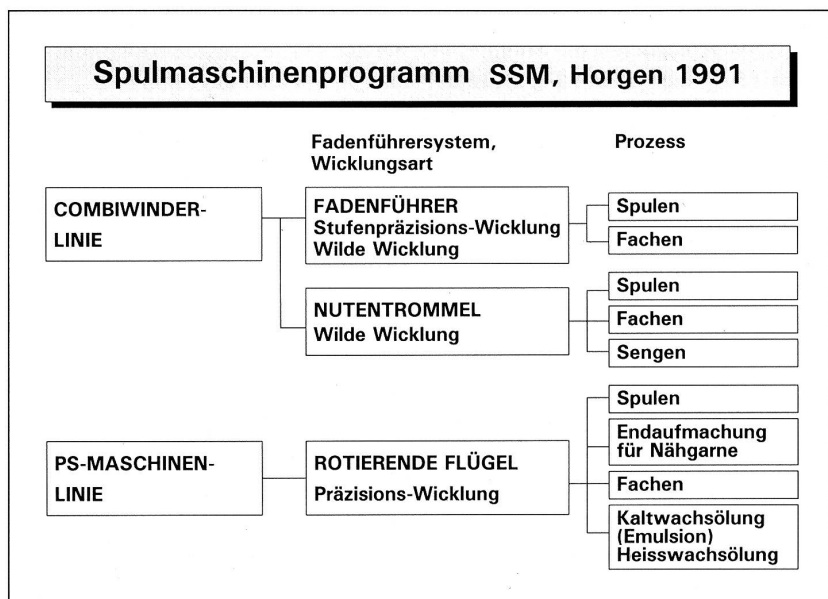 Spulmaschinenprogramm SSM, Horgen 1991
Fadenführersystem,
Wicklungsart
Prozess
COMBIWINDER-
LINIE
FADENFÜHRER
Stufenpräzisions-Wicklung
Wilde Wicklung
Spulen
Fachen
NUTENTROMMEL
Wilde Wicklung
Spulen
Fachen
Sengen
PS-MASCHINEN-
LINIE
ROTIERENDE FLÜGEL
Präzisions-Wicklung
Spulen
Endaufmachung
für Nähgarne
Fachen
Kaltwachsölung
(Emulsion)
Heisswachsölung